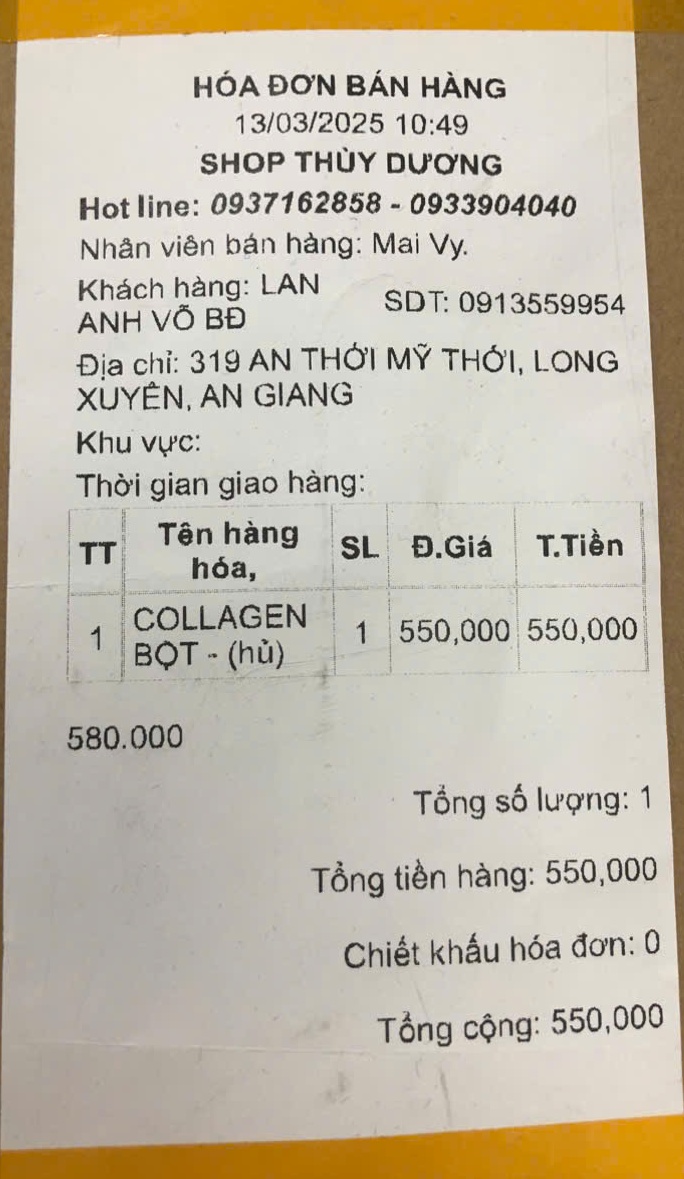 HÓA ĐƠN BÁN HÀNG
13/03/2025 10:49
SHOP THÙY DƯƠNG
Hot line: 0937162858 - 0933904040
Nhân viên bán hàng: Mai Vy.
Khách hàng: LAN ANH VÕ BĐ
SDT: 0913559954
Địa chỉ: 319 AN THỚI MỸ THỚI, LONG
XUYÊN, AN GIANG
Khu vực:
Thời gian giao hàng:
TT Tên hàng hóa, SL Đ.Giá T.Tiền
1 COLLAGEN BỘT - (hủ) 1 550,000 550,000
580.000
Tổng số lượng: 1
Tổng tiền hàng: 550,000
Chiết khấu hóa đơn: 0
Tổng cộng: 550,000